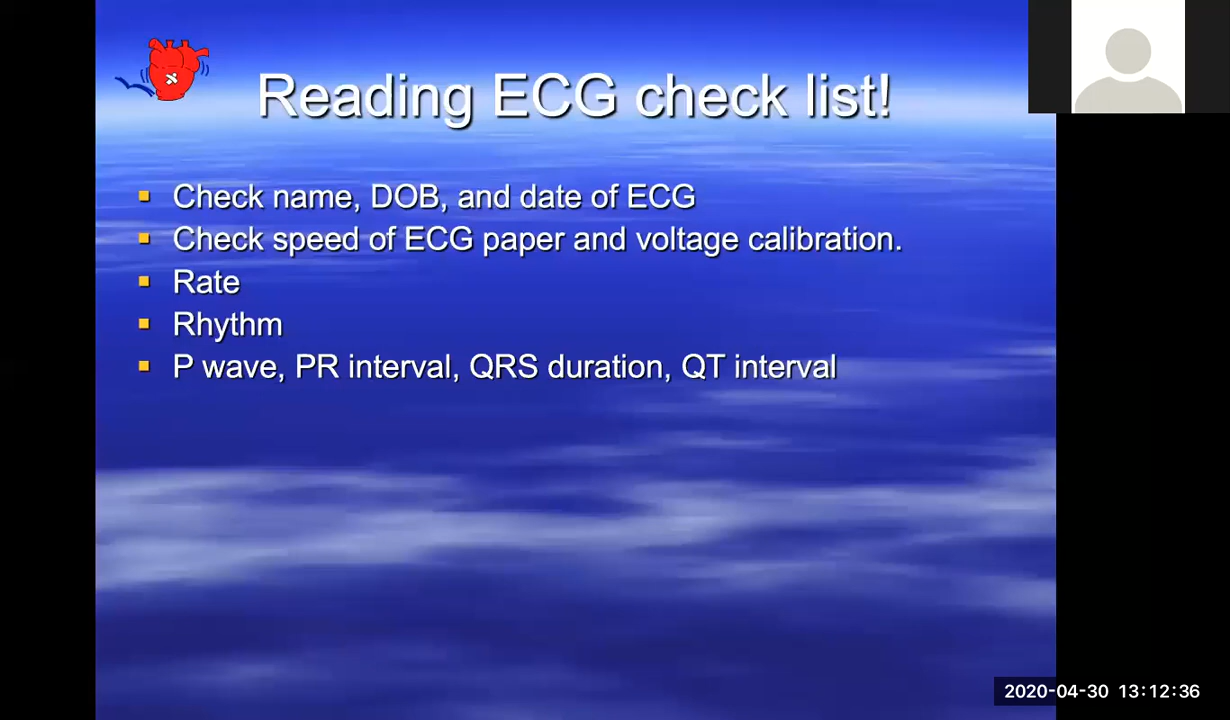 Reading ECG check list!
Check name, DOB, and date of ECG
Check speed of ECG paper and voltage calibration.
Rate
Rhythm
P wave, PR interval, QRS duration, QT interval
2020-04-30 13:12:36